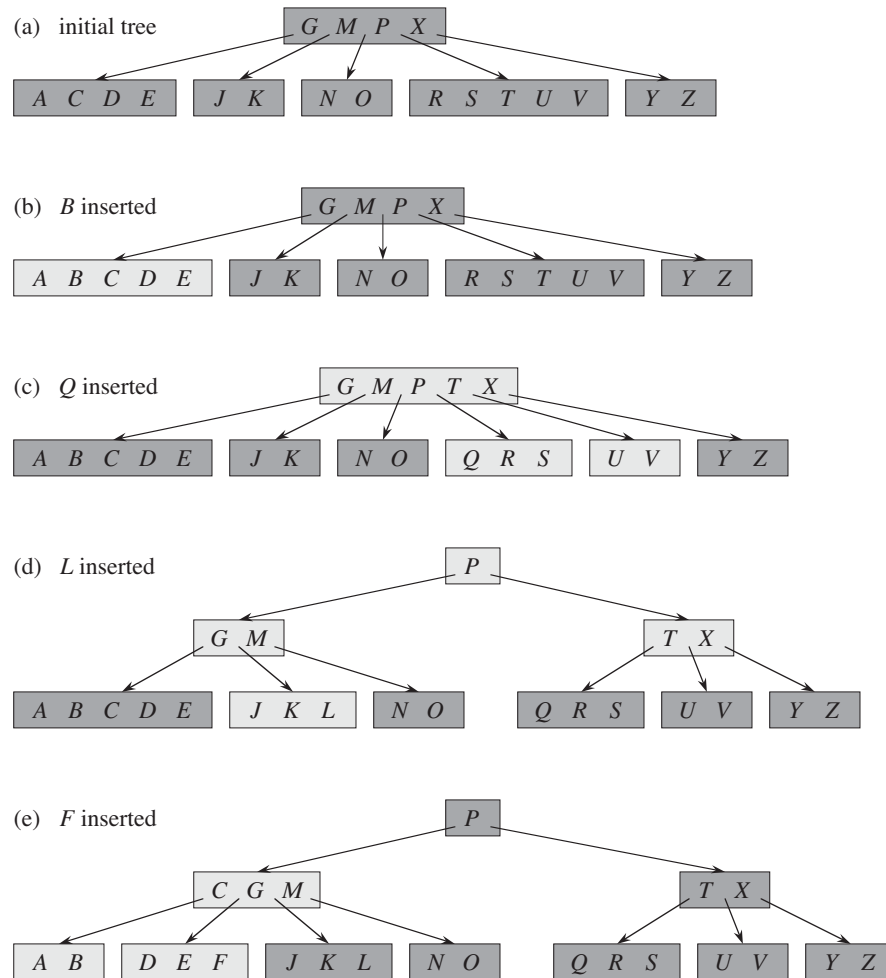 (a) initial tree
G M P X
A C D E J K N O R S T U V Y Z
(b) B inserted
G M P X
A B C D E J K N O R S T U V Y Z
(c) Q inserted
G M P T X
A B C D E J K N O Q R S U V Y Z
(d) L inserted
P
G M T X
A B C D E J K L N O Q R S U V Y Z
(e) F inserted
P
C G M T X
A B D E F J K L N O Q R S U V Y Z